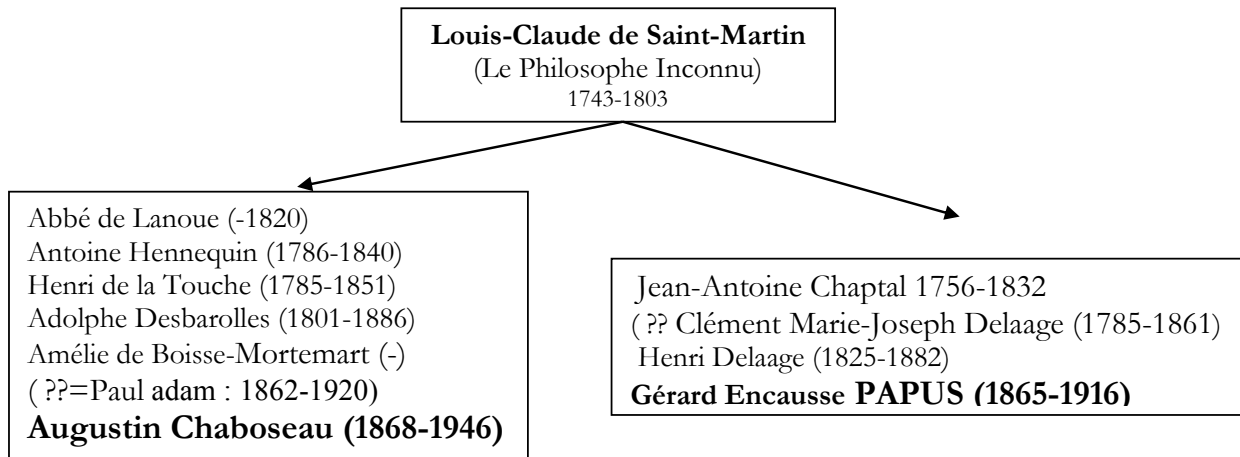 Louis-Claude de Saint-Martin
(Le Philosophe Inconnu)
1743-1803
Abbé de Lanoue (-1820)
Antoine Hennequin (1786-1840)
Henri de la Touche (1785-1851)
Adolphe Desbarolles (1801-1886)
Amélie de Boisse-Mortemart (-)
( ??=Paul adam : 1862-1920)
Augustin Chaboseau (1868-1946)
Jean-Antoine Chaptal 1756-1832
( ?? Clément Marie-Joseph Delaage (1785-1861)
Henri Delaage (1825-1882)
Gérard Encausse PAPUS (1865-1916)